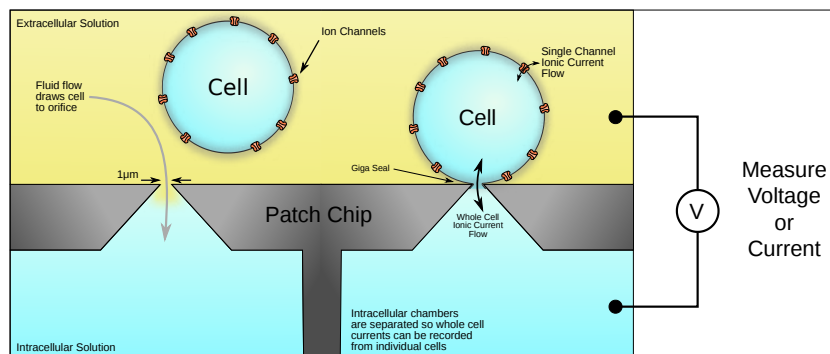 Extracellular Solution
Ion Channels
Cell
Fluid flow
draws cell
to orifice
Single Channel
Ionic Current
Flow
Cell
1µm
Giga Seal
Patch Chip
Whole Cell
Ionic Current
Flow
V
Measure
Voltage
or
Current
Intracellular chambers
are separated so whole cell
currents can be recorded
from individual cells
Intracellular Solution